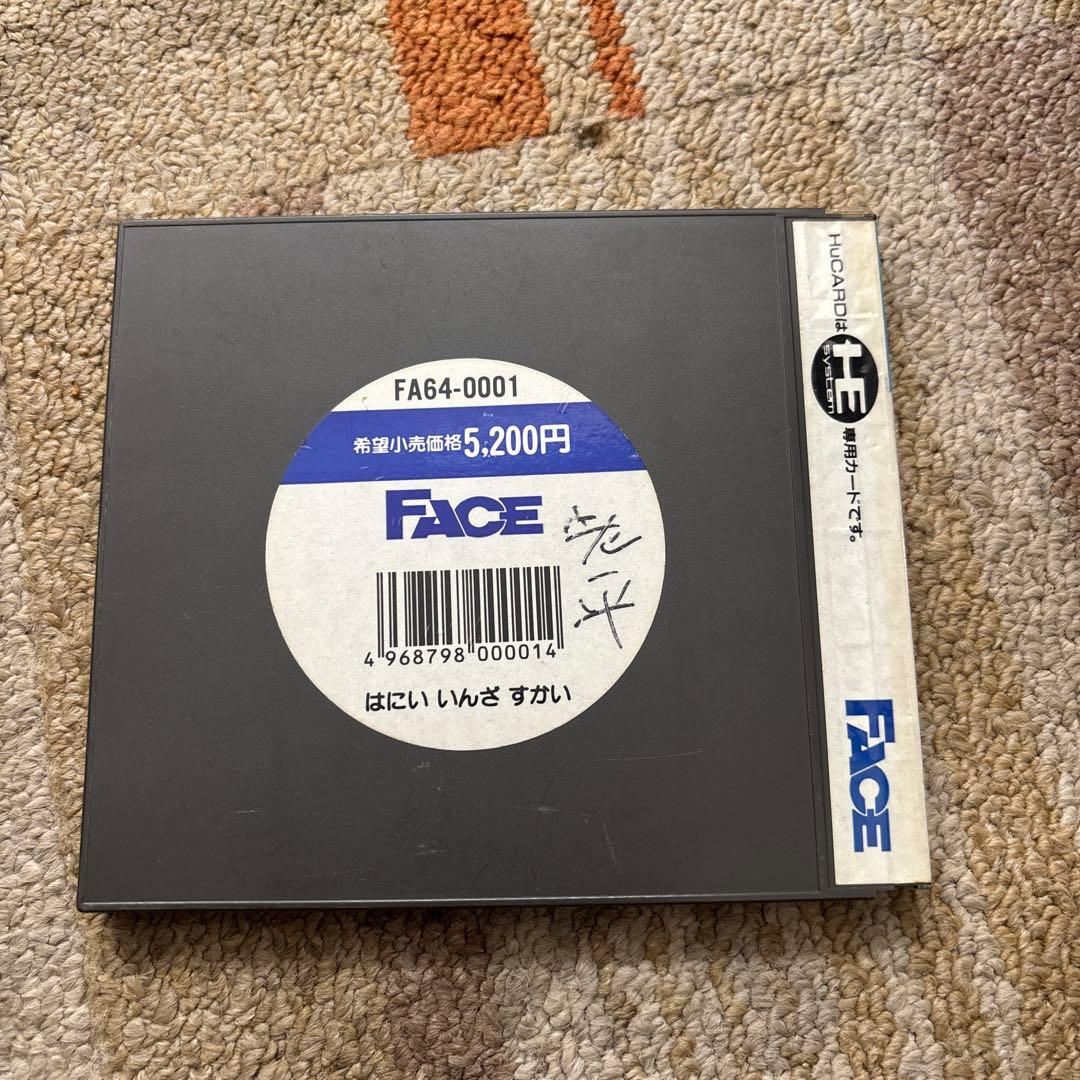 FA64-0001
希望小売価格5,200円
FACE
4 968798 000014
はにい いんざ すかい
HuCARDは HE system 専用カードです。
FACE